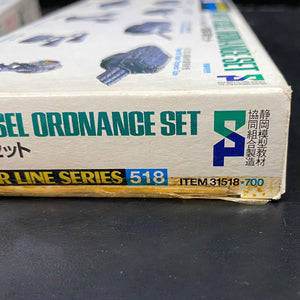 SEL ORDNANCE SET
セット
静岡模型教材
協同組合製造
R LINE SERIES 518
ITEM 31518-700